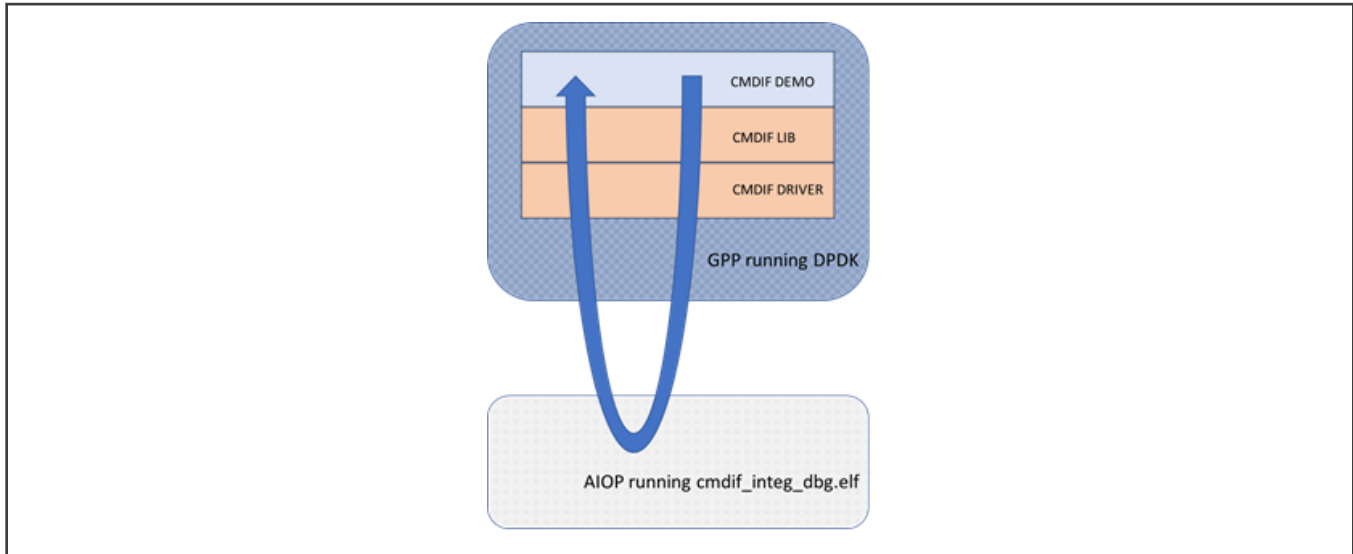 CMDIF DEMO
CMDIF LIB
CMDIF DRIVER
GPP running DPDK
AIOP running cmdif_integ_dbg.elf